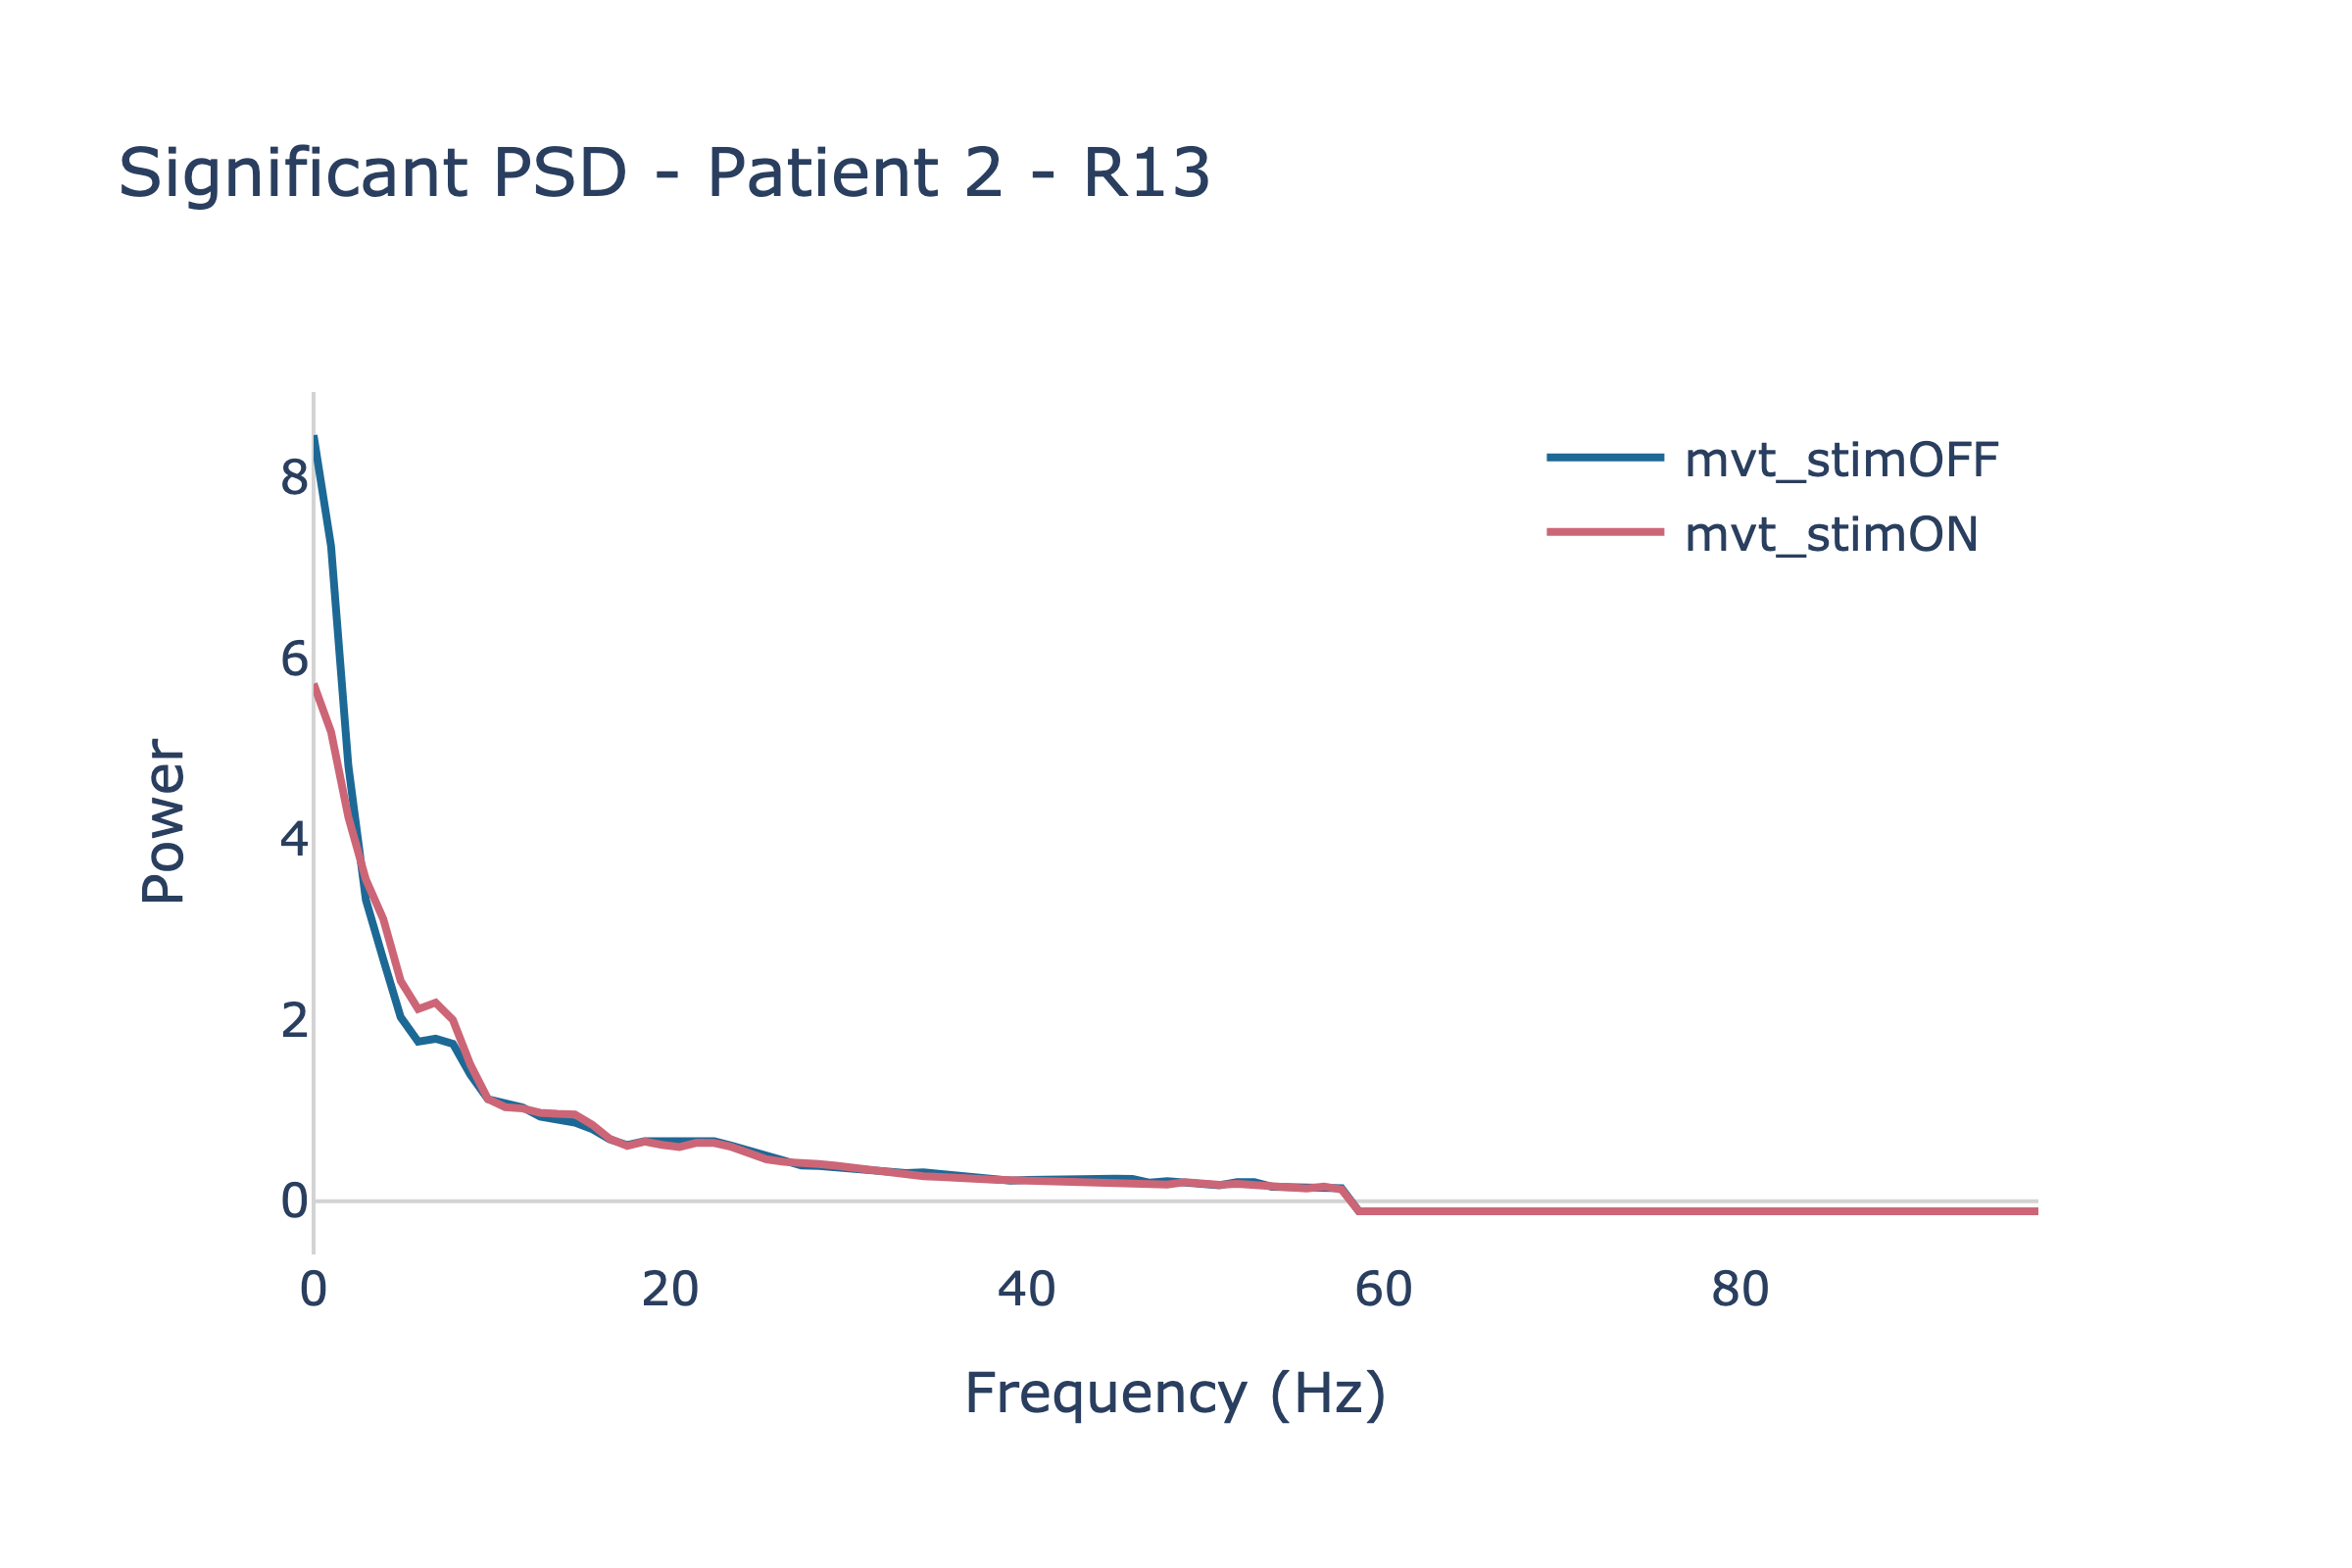 Significant PSD - Patient 2 - R13
mvt_stimOFF
mvt_stimON
8
6
4
2
0
Power
0 20 40 60 80
Frequency (Hz)